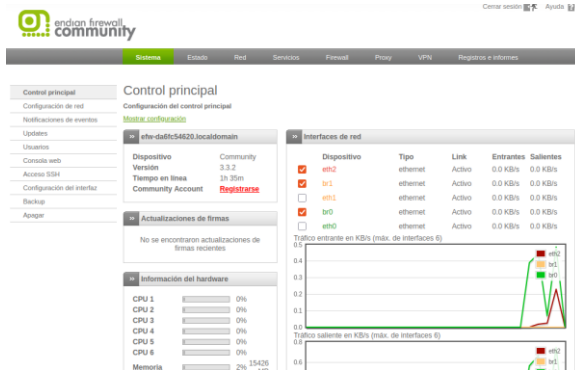 Cerrar sesión Ayuda
endian firewall
community
Sistema Estado Red Servicios Firewall Proxy VPN Registros e informes
Control principal
Configuración de red
Notificaciones de eventos
Updates
Usuarios
Consola web
Acceso SSH
Configuración del interfaz
Backup
Apagar
Control principal
Configuración del control principal
Mostrar configuración
» efw-da6fc54620.localdomain
Dispositivo Community
Versión 3.3.2
Tiempo en línea 1h 35m
Community Account Registrarse
» Actualizaciones de firmas
No se encontraron actualizaciones de
firmas recientes
» Información del hardware
CPU 1 0%
CPU 2 0%
CPU 3 0%
CPU 4 0%
CPU 5 0%
CPU 6 0%
Memoria 2% 15426
» Interfaces de red
Dispositivo Tipo Link Entrantes Salientes
eth2 ethernet Activo 0.0 KB/s 0.0 KB/s
br1 ethernet Activo 0.0 KB/s 0.0 KB/s
eth1 ethernet Activo 0.0 KB/s 0.0 KB/s
br0 ethernet Activo 0.0 KB/s 0.0 KB/s
eth0 ethernet Activo 0.0 KB/s 0.0 KB/s
Tráfico entrante en KB/s (máx. de interfaces 6)
0.5
0.4
0.3
0.2
0.1
0.0
eth2
br1
br0
Tráfico saliente en KB/s (máx. de interfaces 6)
0.8
0.6
eth2
br1